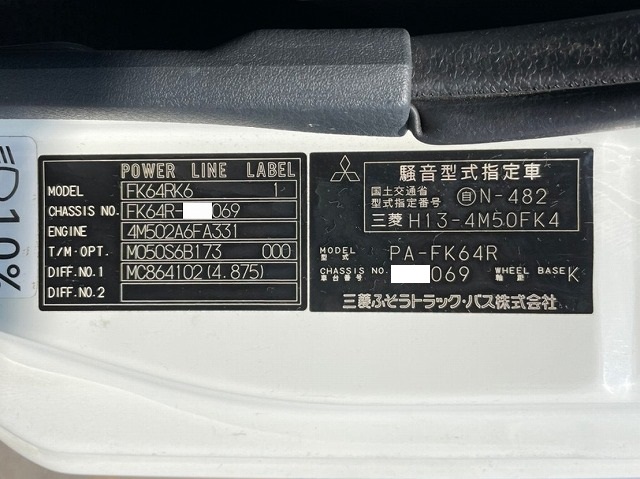 POWER LINE LABEL
MODEL FK64RK6 1
CHASSIS NO. FK64R- 069
ENGINE 4M502A6FA331
T/M·OPT. M050S6B173 000
DIFF.NO.1 MC864102(4.875)
DIFF.NO.2
騒音型式指定車
国土交通省
型式指定番号 自N-482
三菱 H13-4M50FK4
MODEL
型式 PA-FK64R
CHASSIS NO.
車台番号 069 WHEEL BASE
軸距 K
三菱ふそうトラック・バス株式会社
10%